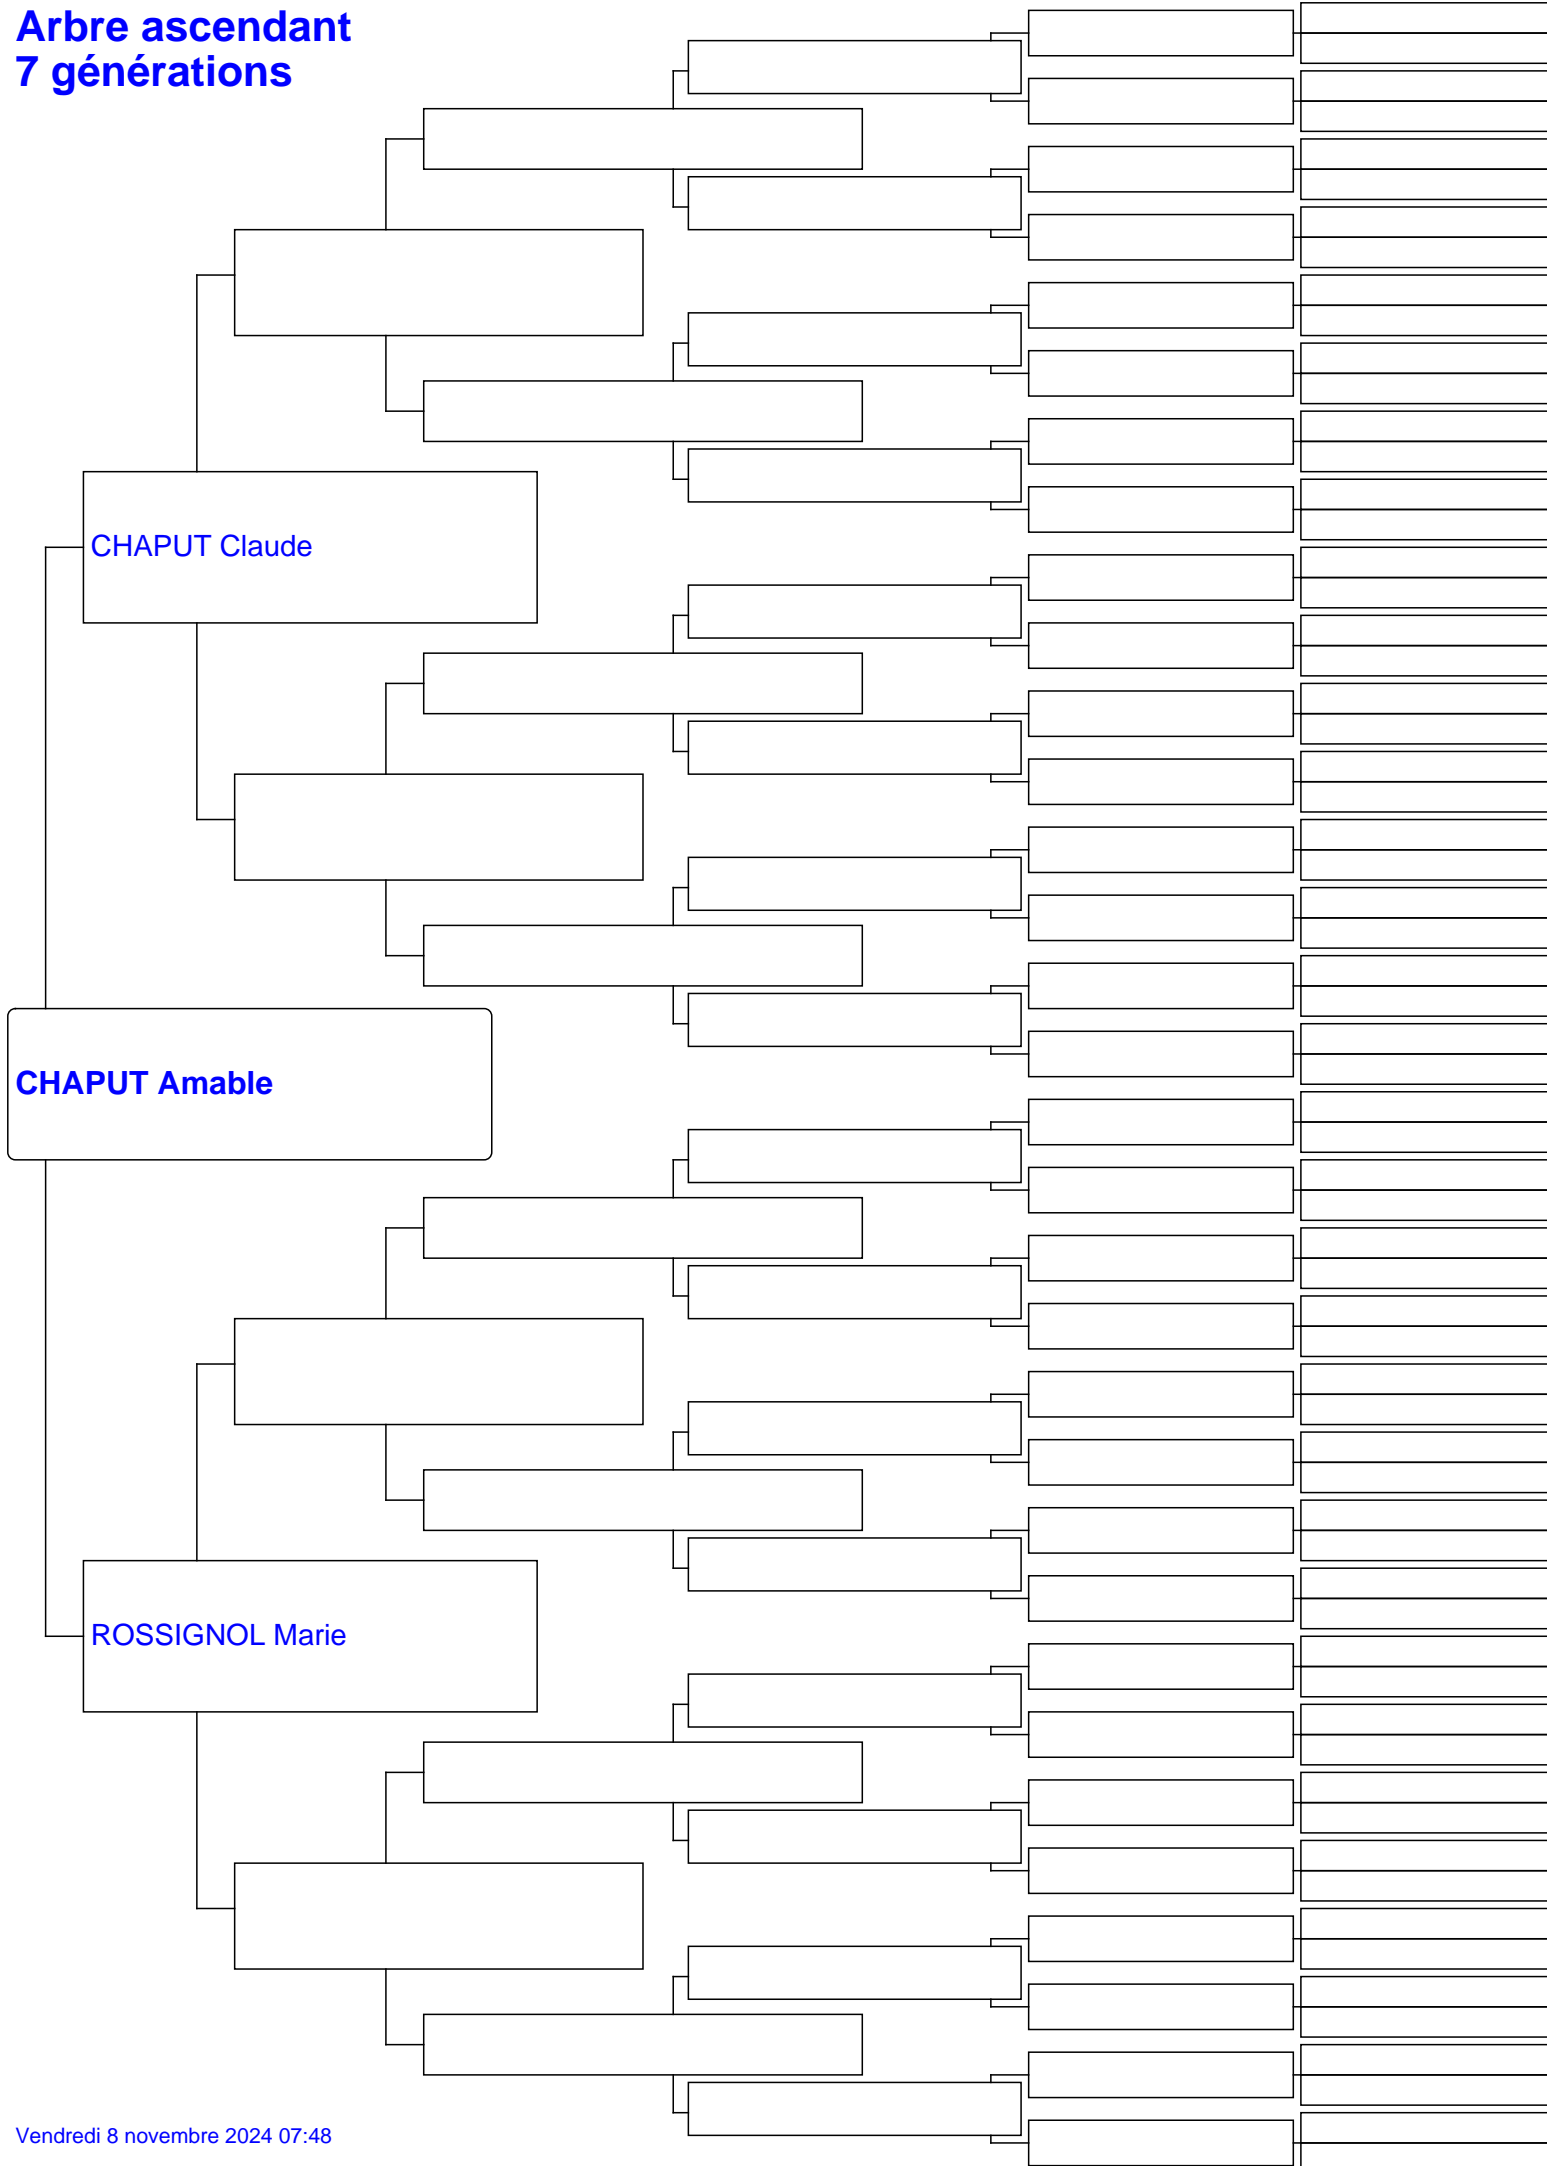 Arbre ascendant
7 générations
CHAPUT Claude
CHAPUT Amable
ROSSIGNOL Marie
Vendredi 8 novembre 2024 07:48